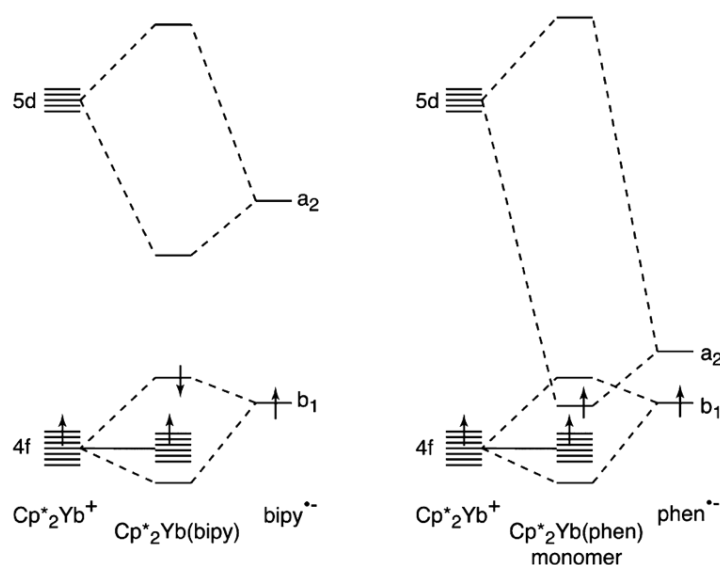 5d
a₂
b₁
4f
Cp*₂Yb⁺
Cp*₂Yb(bipy)
bipy•-
5d
a₂
b₁
4f
Cp*₂Yb⁺
Cp*₂Yb(phen)
monomer
phen•-